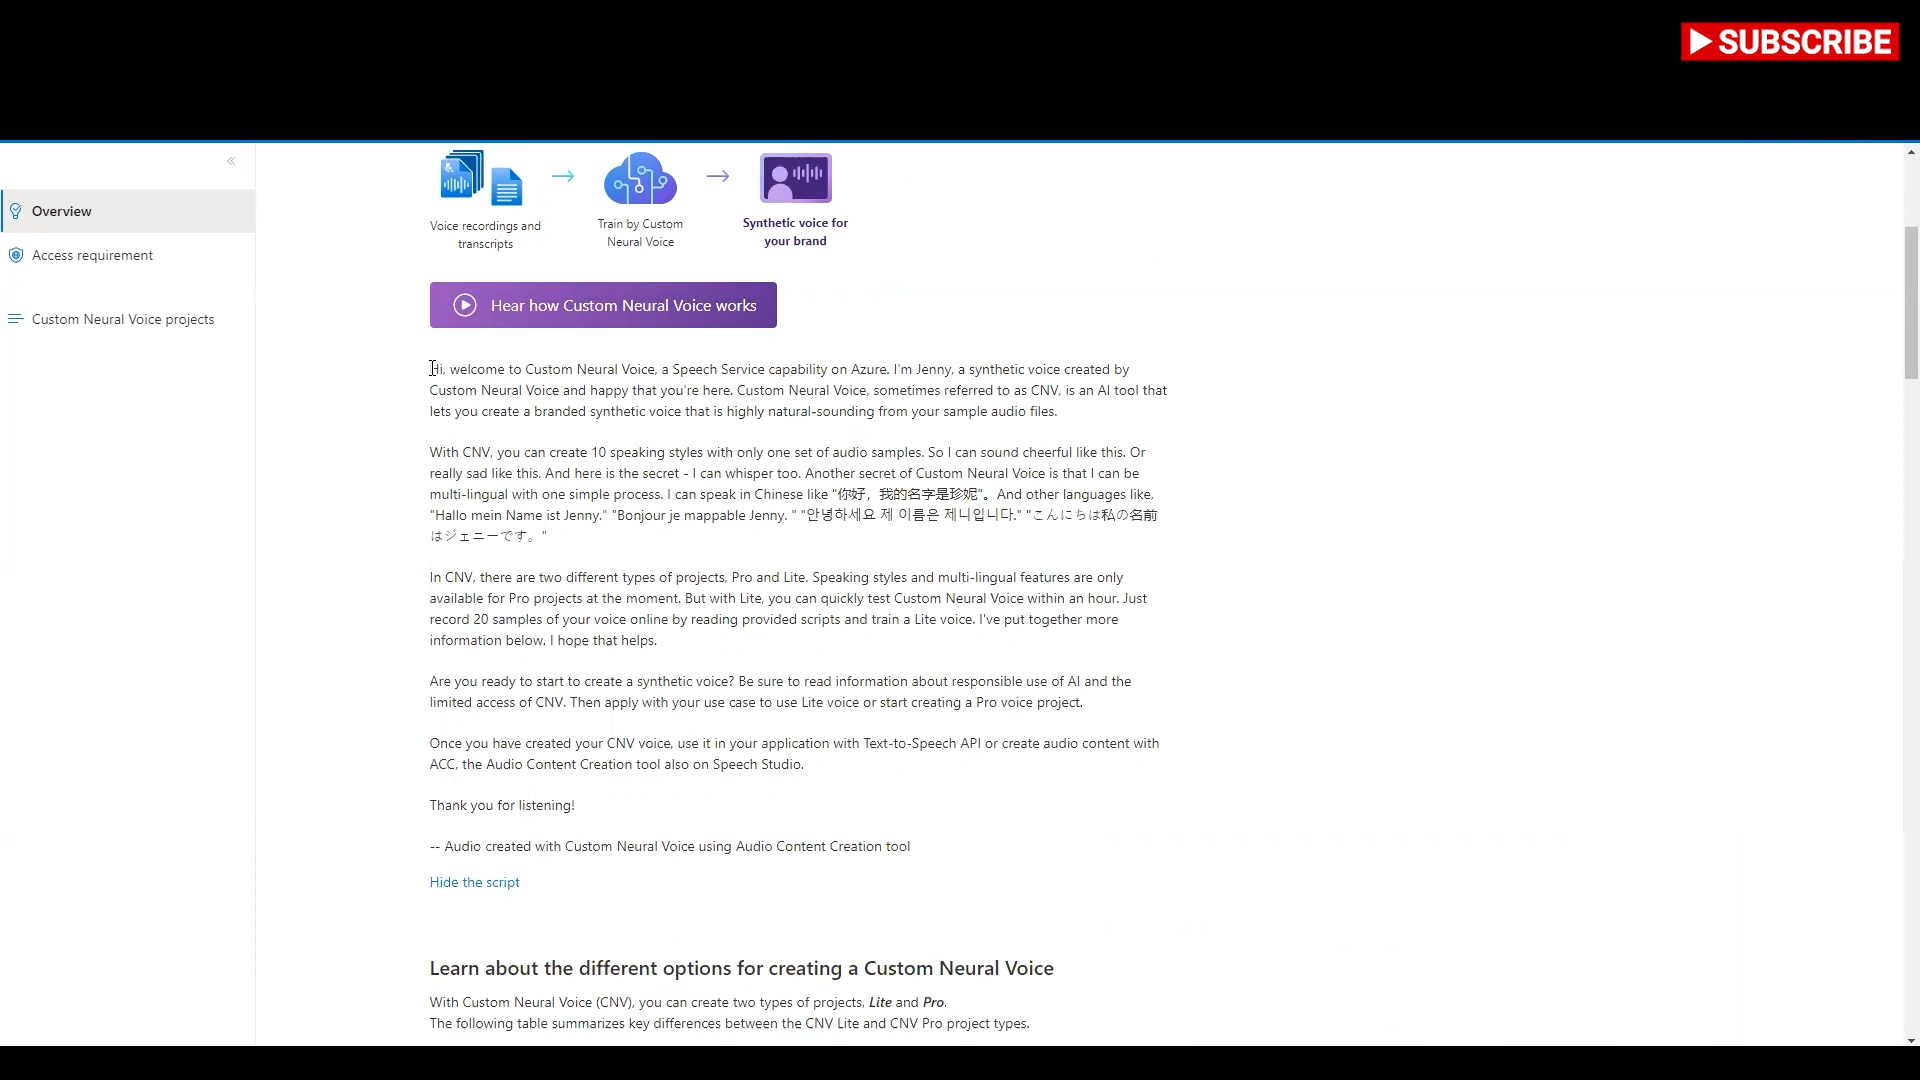 SUBSCRIBE
Overview
Access requirement
Custom Neural Voice projects
Voice recordings and
transcripts
Train by Custom
Neural Voice
Synthetic voice for
your brand
Hear how Custom Neural Voice works
Hi, welcome to Custom Neural Voice, a Speech Service capability on Azure. I'm Jenny, a synthetic voice created by
Custom Neural Voice and happy that you're here. Custom Neural Voice, sometimes referred to as CNV, is an AI tool that
lets you create a branded synthetic voice that is highly natural-sounding from your sample audio files.
With CNV, you can create 10 speaking styles with only one set of audio samples. So I can sound cheerful like this. Or
really sad like this. And here is the secret - I can whisper too. Another secret of Custom Neural Voice is that I can be
multi-lingual with one simple process. I can speak in Chinese like "你好，我的名字是珍妮"。And other languages like,
"Hallo mein Name ist Jenny." "Bonjour je mappable Jenny. " "안녕하세요 제 이름은 제니입니다." "こんにちは私の名前
はジェニーです。"
In CNV, there are two different types of projects, Pro and Lite. Speaking styles and multi-lingual features are only
available for Pro projects at the moment. But with Lite, you can quickly test Custom Neural Voice within an hour. Just
record 20 samples of your voice online by reading provided scripts and train a Lite voice. I've put together more
information below. I hope that helps.
Are you ready to start to create a synthetic voice? Be sure to read information about responsible use of AI and the
limited access of CNV. Then apply with your use case to use Lite voice or start creating a Pro voice project.
Once you have created your CNV voice, use it in your application with Text-to-Speech API or create audio content with
ACC, the Audio Content Creation tool also on Speech Studio.
Thank you for listening!
-- Audio created with Custom Neural Voice using Audio Content Creation tool
Hide the script
Learn about the different options for creating a Custom Neural Voice
With Custom Neural Voice (CNV), you can create two types of projects, Lite and Pro.
The following table summarizes key differences between the CNV Lite and CNV Pro project types.